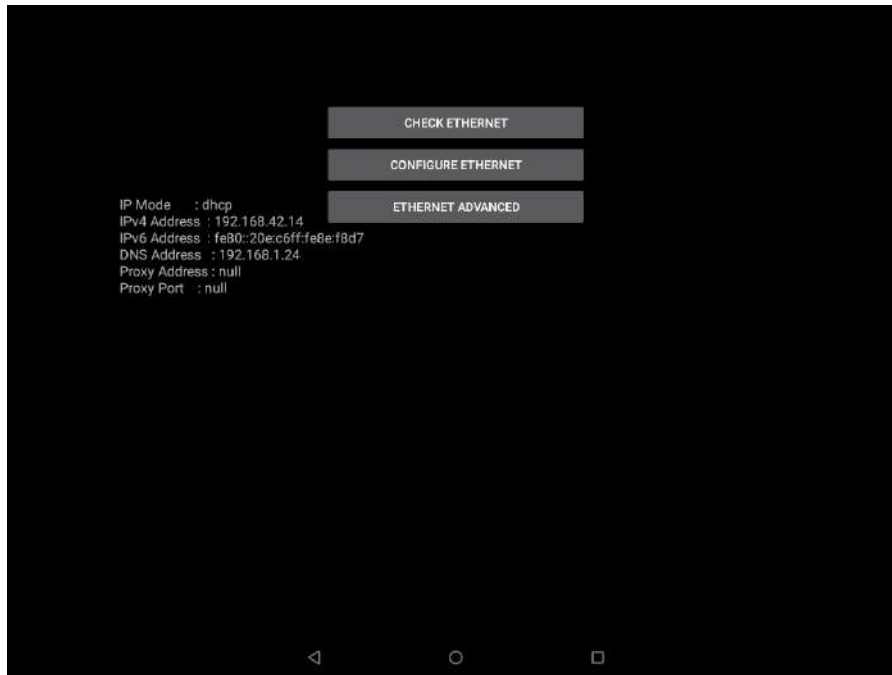 CHECK ETHERNET
CONFIGURE ETHERNET
ETHERNET ADVANCED
IP Mode : dhcp
IPv4 Address : 192.168.42.14
IPv6 Address : fe80::20e:c6ff:fe8e:f8d7
DNS Address : 192.168.1.24
Proxy Address : null
Proxy Port : null